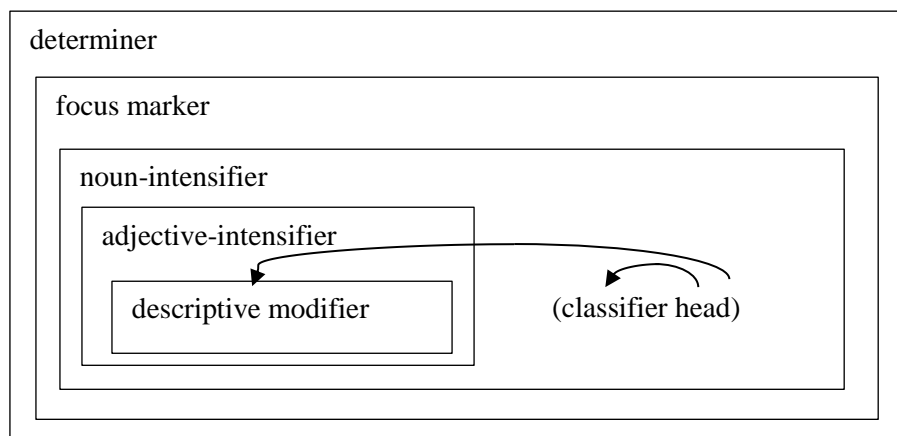 determiner
focus marker
noun-intensifier
adjective-intensifier
descriptive modifier
(classifier head)